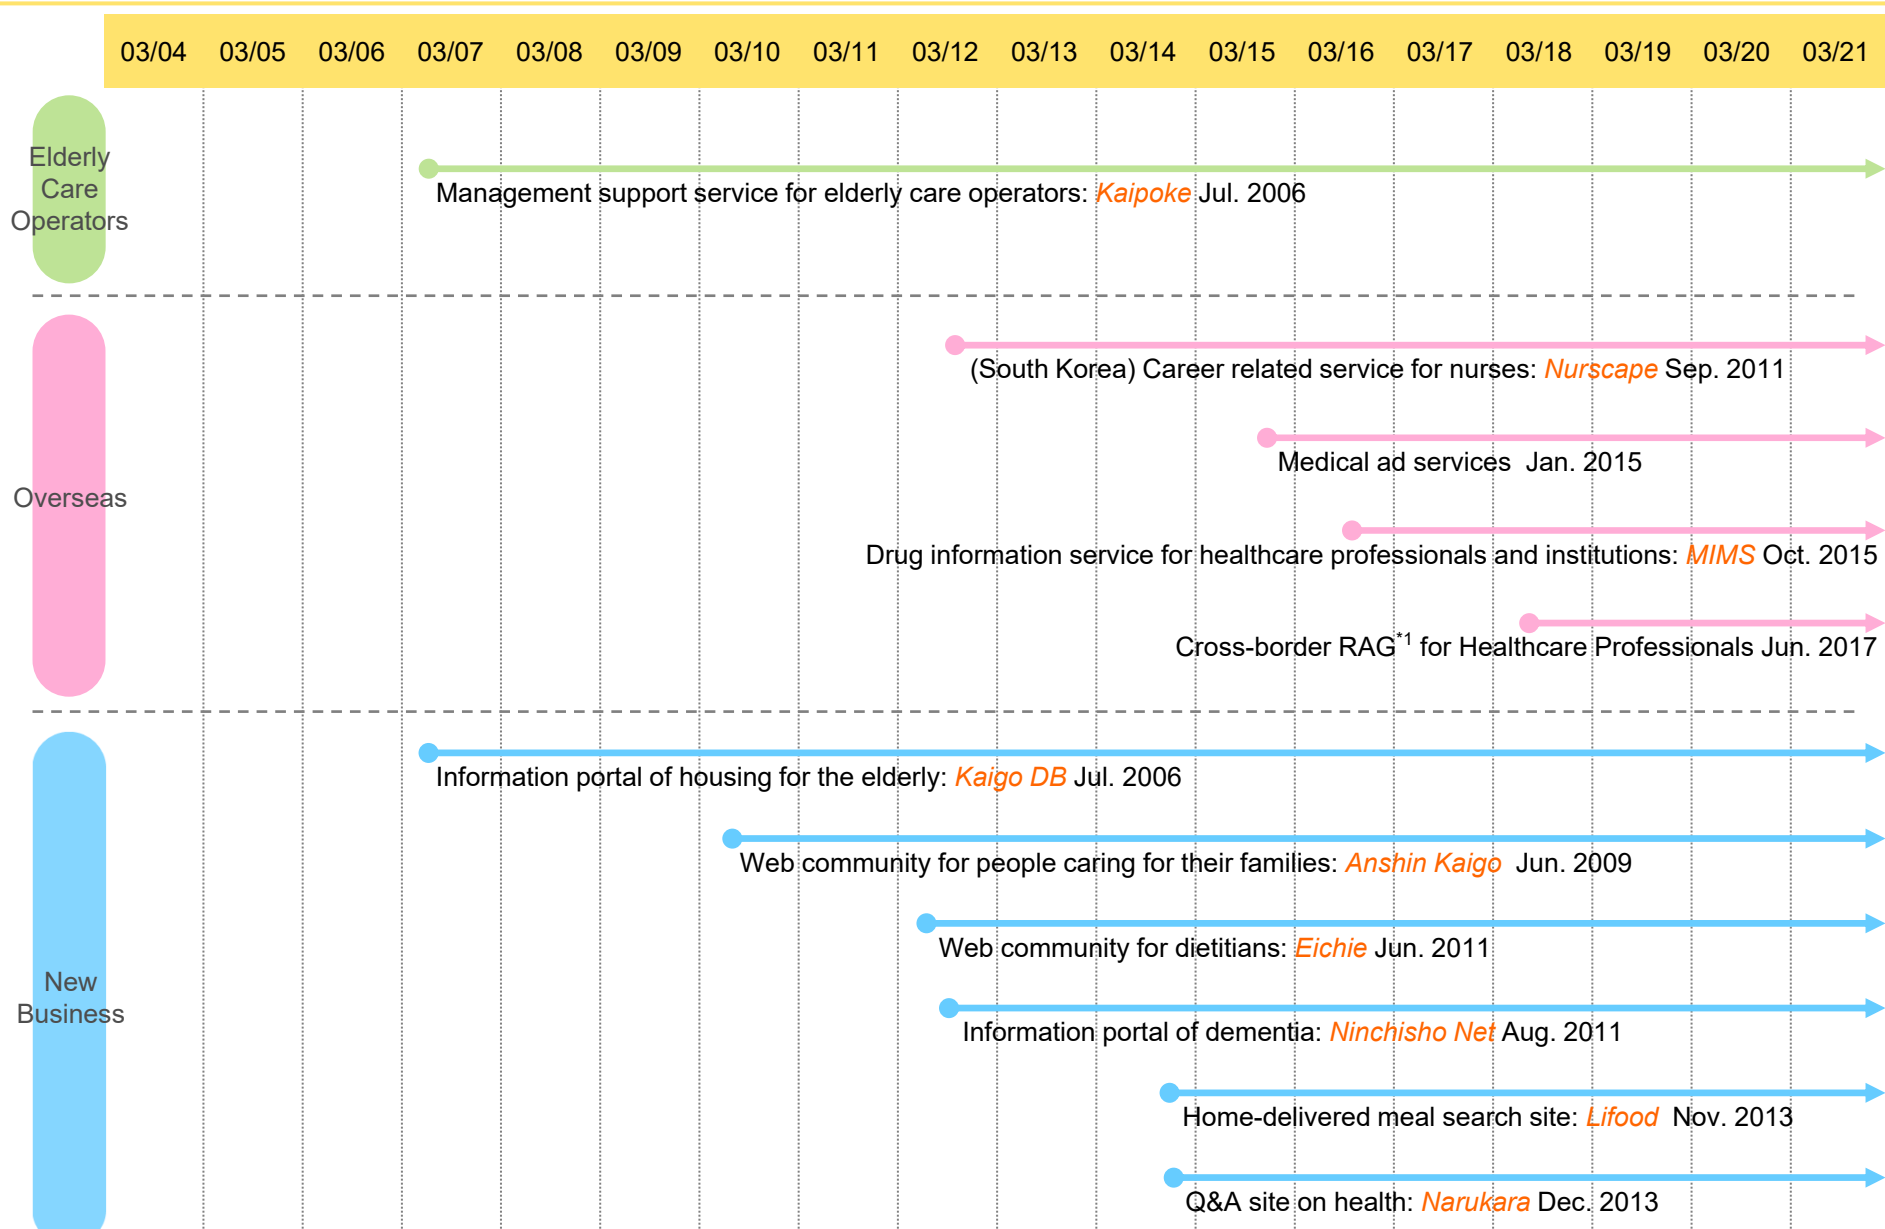 03/04 03/05 03/06 03/07 03/08 03/09 03/10 03/11 03/12 03/13 03/14 03/15 03/16 03/17 03/18 03/19 03/20 03/21
Elderly
Care
Operators
Management support service for elderly care operators: Kaipoke Jul. 2006
Overseas
(South Korea) Career related service for nurses: Nurscape Sep. 2011
Medical ad services Jan. 2015
Drug information service for healthcare professionals and institutions: MIMS Oct. 2015
Cross-border RAG*1 for Healthcare Professionals Jun. 2017
New
Business
Information portal of housing for the elderly: Kaigo DB Jul. 2006
Web community for people caring for their families: Anshin Kaigo Jun. 2009
Web community for dietitians: Eichie Jun. 2011
Information portal of dementia: Ninchisho Net Aug. 2011
Home-delivered meal search site: Lifood Nov. 2013
Q&A site on health: Narukara Dec. 2013